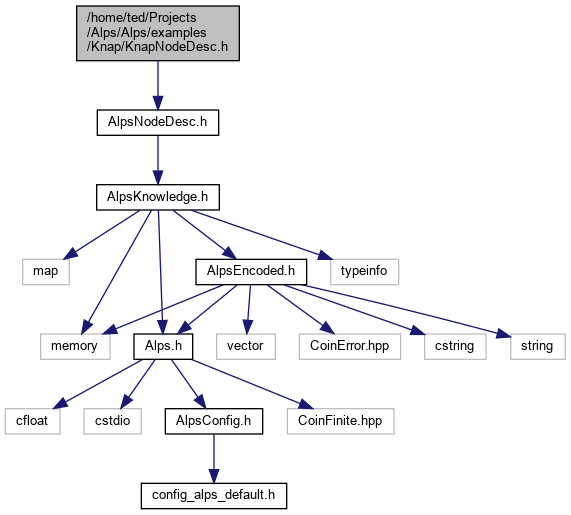 /home/ted/Projects
/Alps/Alps/examples
/Knap/KnapNodeDesc.h
AlpsNodeDesc.h
AlpsKnowledge.h
map
AlpsEncoded.h
typeinfo
memory
Alps.h
vector
CoinError.hpp
cstring
string
cfloat
cstdio
AlpsConfig.h
CoinFinite.hpp
config_alps_default.h